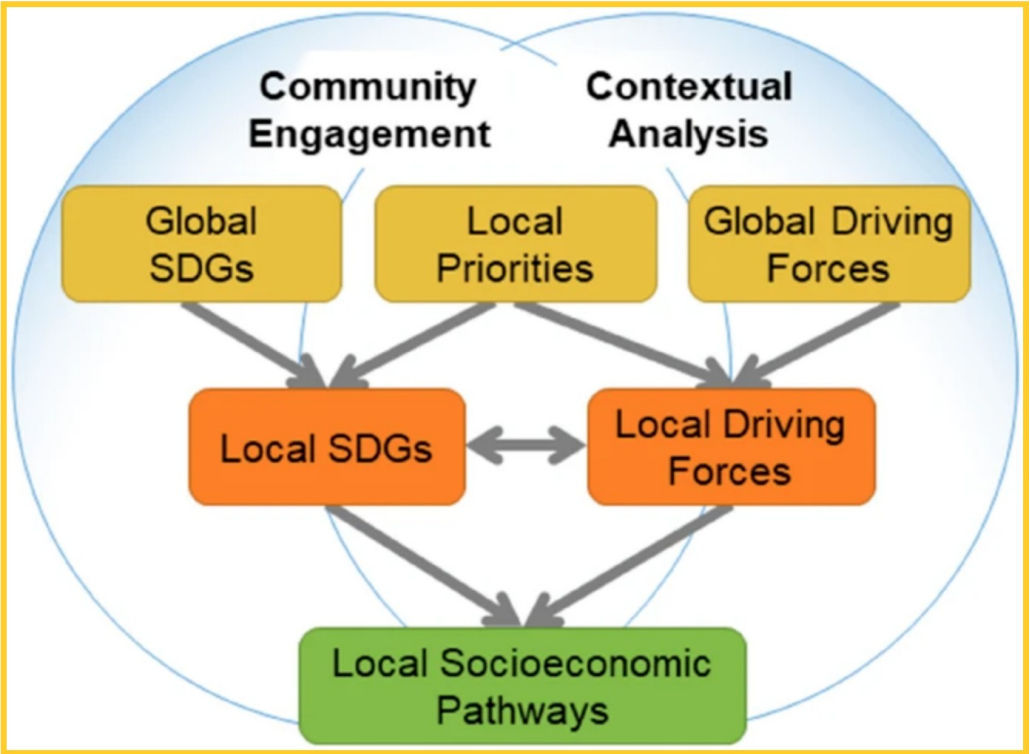 Community
Engagement
Contextual
Analysis
Global
SDGs
Local
Priorities
Global Driving
Forces
Local SDGs
Local Driving
Forces
Local Socioeconomic
Pathways